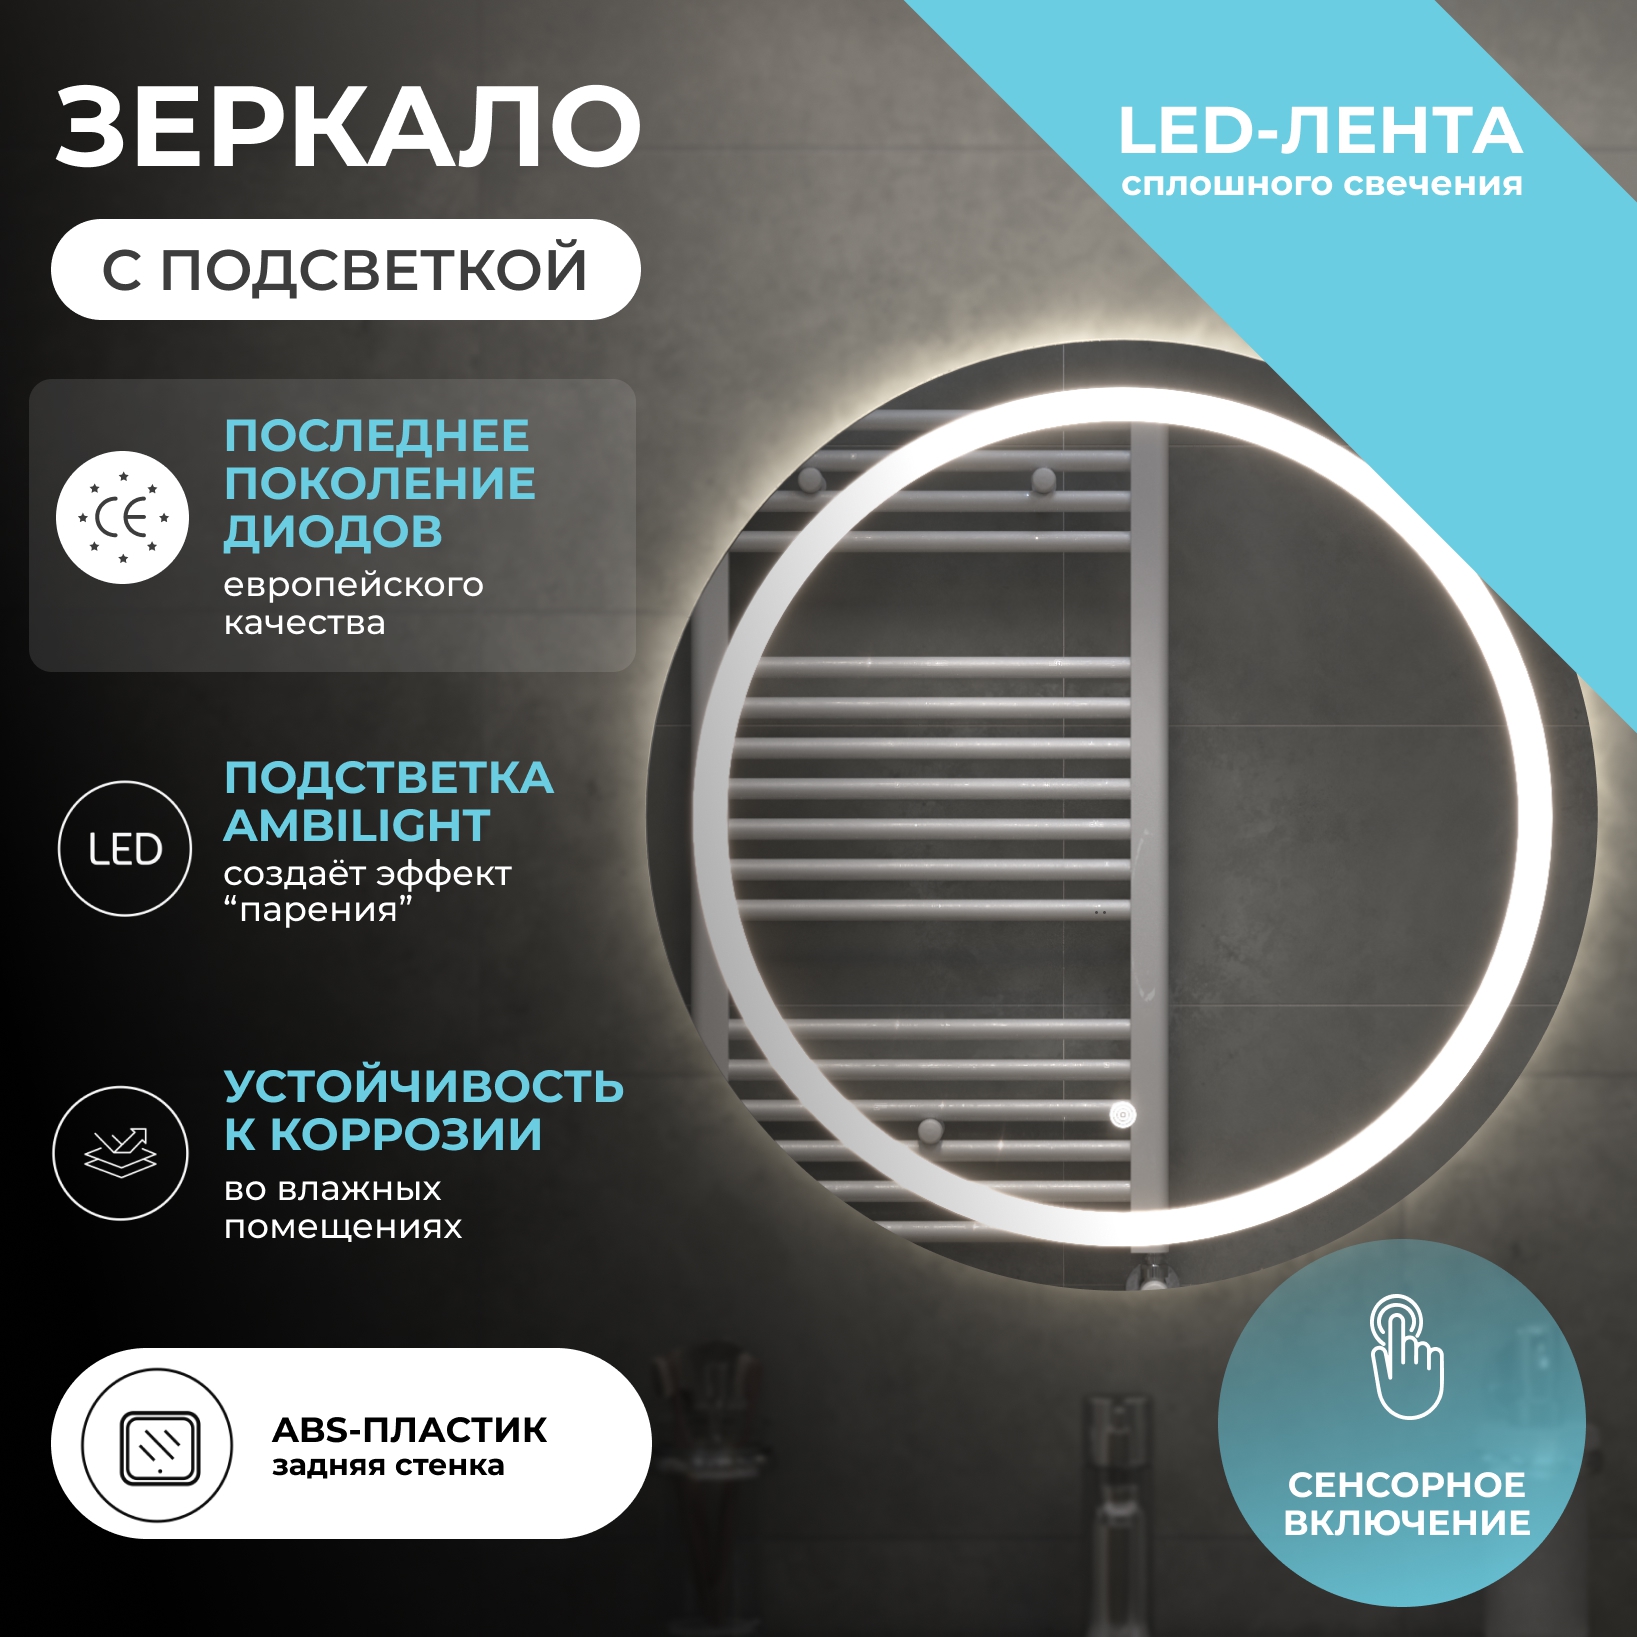 ЗЕРКАЛО
С ПОДСВЕТКОЙ
LED-ЛЕНТА
сплошного свечения
CE
ПОСЛЕДНЕЕ
ПОКОЛЕНИЕ
ДИОДОВ
европейского
качества
LED
ПОДСТВЕТКА
AMBILIGHT
создаёт эффект
“парения”
УСТОЙЧИВОСТЬ
К КОРРОЗИИ
во влажных
помещениях
ABS-ПЛАСТИК
задняя стенка
СЕНСОРНОЕ
ВКЛЮЧЕНИЕ